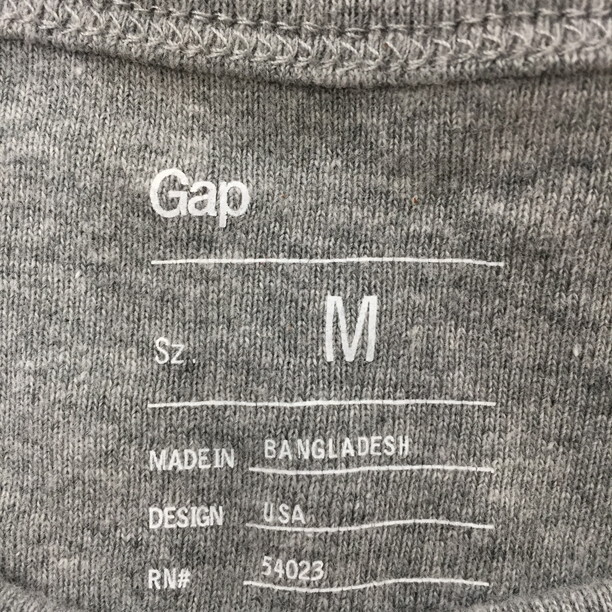 Gap
Sz. M
MADE IN BANGLADESH
DESIGN USA
RN# 54023